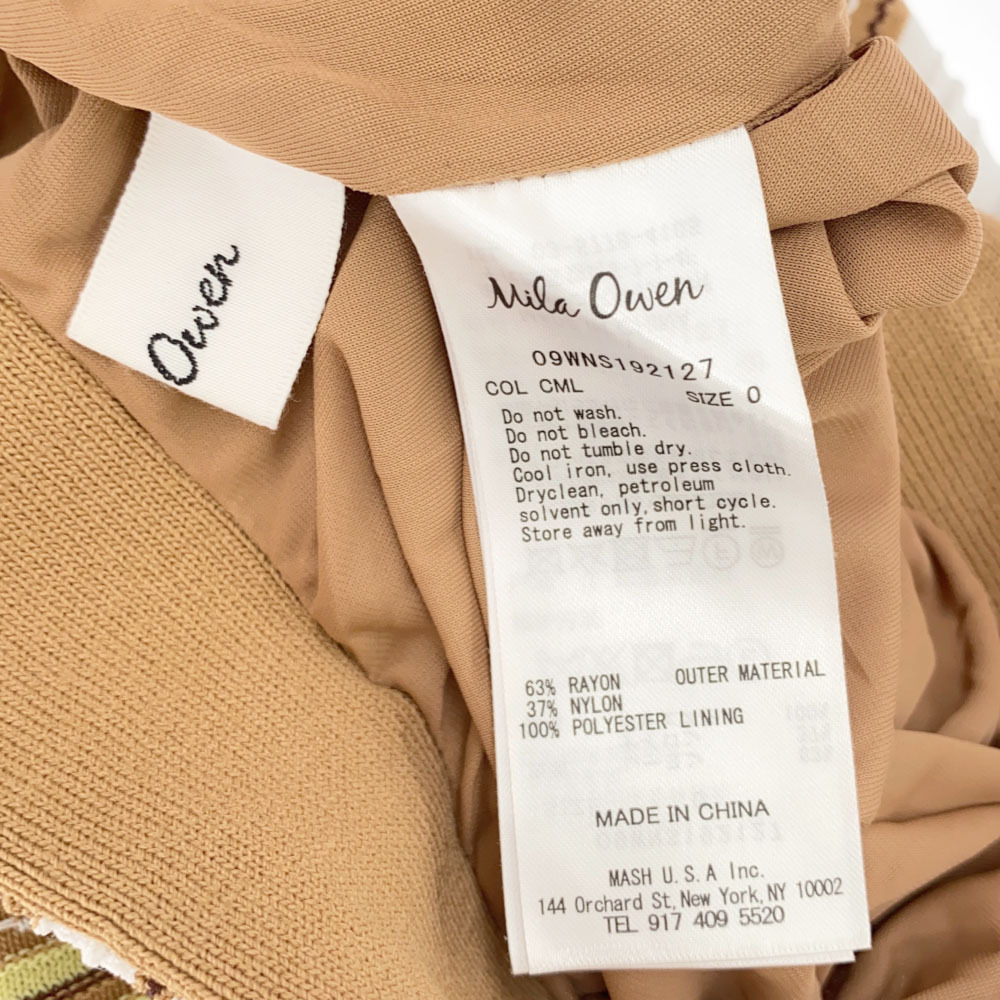 Owen
Mila Owen
09WNS192127
COL CML SIZE 0
Do not wash.
Do not bleach.
Do not tumble dry.
Cool iron, use press cloth.
Dryclean, petroleum
solvent only, short cycle.
Store away from light.
63% RAYON OUTER MATERIAL
37% NYLON
100% POLYESTER LINING
MADE IN CHINA
MASH U.S.A Inc.
144 Orchard St, New York, NY 10002
TEL 917 409 5520